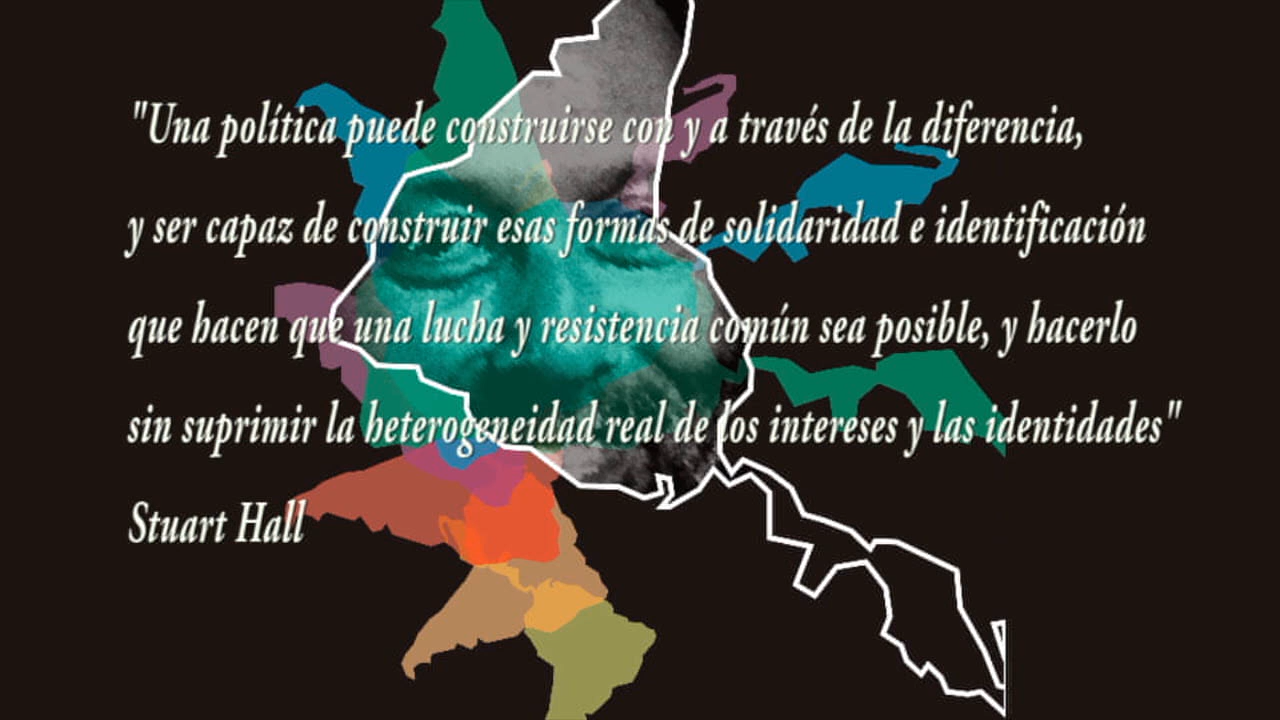 "Una política puede construirse con y a través de la diferencia,
y ser capaz de construir esas formas de solidaridad e identificación
que hacen que una lucha y resistencia común sea posible, y hacerlo
sin suprimir la heterogeneidad real de los intereses y las identidades"
Stuart Hall